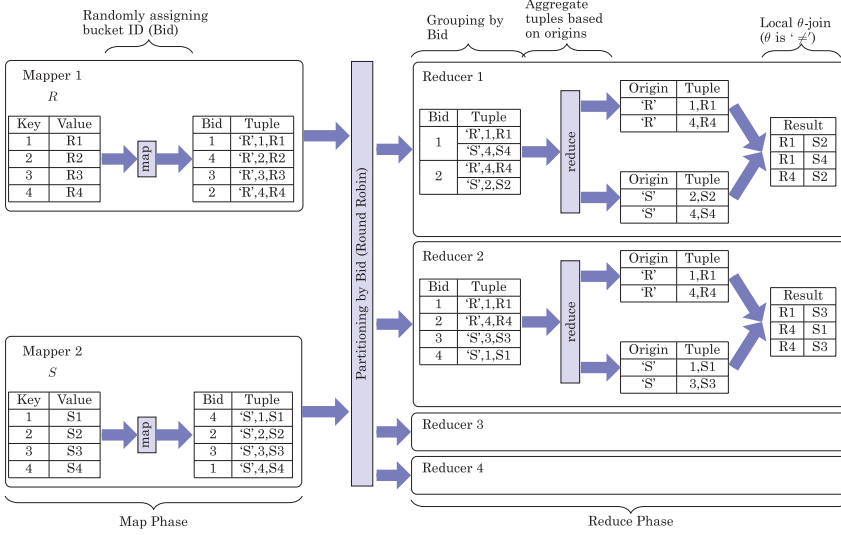 Randomly assigning
bucket ID (Bid)
Grouping by
Bid
Aggregate
tuples based
on origins
Local θ-join
(θ is ‘ ≠’)
Mapper 1
R
Key Value
1 R1
2 R2
3 R3
4 R4
map
Bid Tuple
1 ‘R’,1,R1
4 ‘R’,2,R2
3 ‘R’,3,R3
2 ‘R’,4,R4
Mapper 2
S
Key Value
1 S1
2 S2
3 S3
4 S4
map
Bid Tuple
4 ‘S’,1,S1
2 ‘S’,2,S2
3 ‘S’,3,S3
1 ‘S’,4,S4
Map Phase
Partitioning by Bid (Round Robin)
Reducer 1
Bid Tuple
1 ‘R’,1,R1
‘S’,4,S4
2 ‘R’,4,R4
‘S’,2,S2
reduce
Origin Tuple
‘R’ 1,R1
‘R’ 4,R4
Origin Tuple
‘S’ 2,S2
‘S’ 4,S4
Result
R1 S2
R1 S4
R4 S2
Reducer 2
Bid Tuple
1 ‘R’,1,R1
2 ‘R’,4,R4
3 ‘S’,3,S3
4 ‘S’,1,S1
reduce
Origin Tuple
‘R’ 1,R1
‘R’ 4,R4
Origin Tuple
‘S’ 1,S1
‘S’ 3,S3
Result
R1 S3
R4 S1
R4 S3
Reducer 3
Reducer 4
Reduce Phase